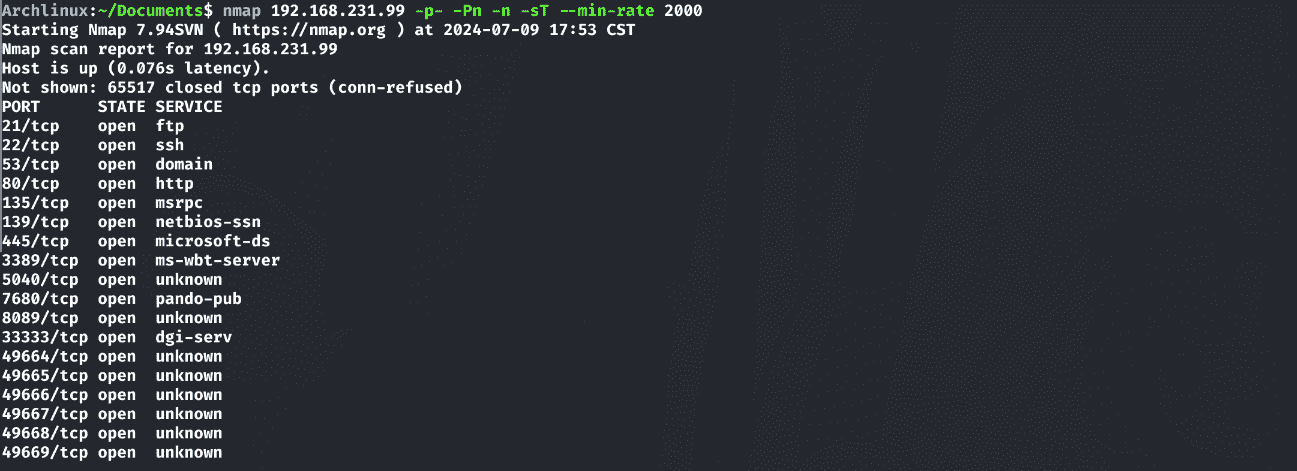 Archlinux:~/Documents$ nmap 192.168.231.99 -p- -Pn -n -sT --min-rate 2000
Starting Nmap 7.94SVN ( https://nmap.org ) at 2024-07-09 17:53 CST
Nmap scan report for 192.168.231.99
Host is up (0.076s latency).
Not shown: 65517 closed tcp ports (conn-refused)
PORT      STATE SERVICE
21/tcp    open  ftp
22/tcp    open  ssh
53/tcp    open  domain
80/tcp    open  http
135/tcp   open  msrpc
139/tcp   open  netbios-ssn
445/tcp   open  microsoft-ds
3389/tcp  open  ms-wbt-server
5040/tcp  open  unknown
7680/tcp  open  pando-pub
8089/tcp  open  unknown
33333/tcp open  dgi-serv
49664/tcp open  unknown
49665/tcp open  unknown
49666/tcp open  unknown
49667/tcp open  unknown
49668/tcp open  unknown
49669/tcp open  unknown